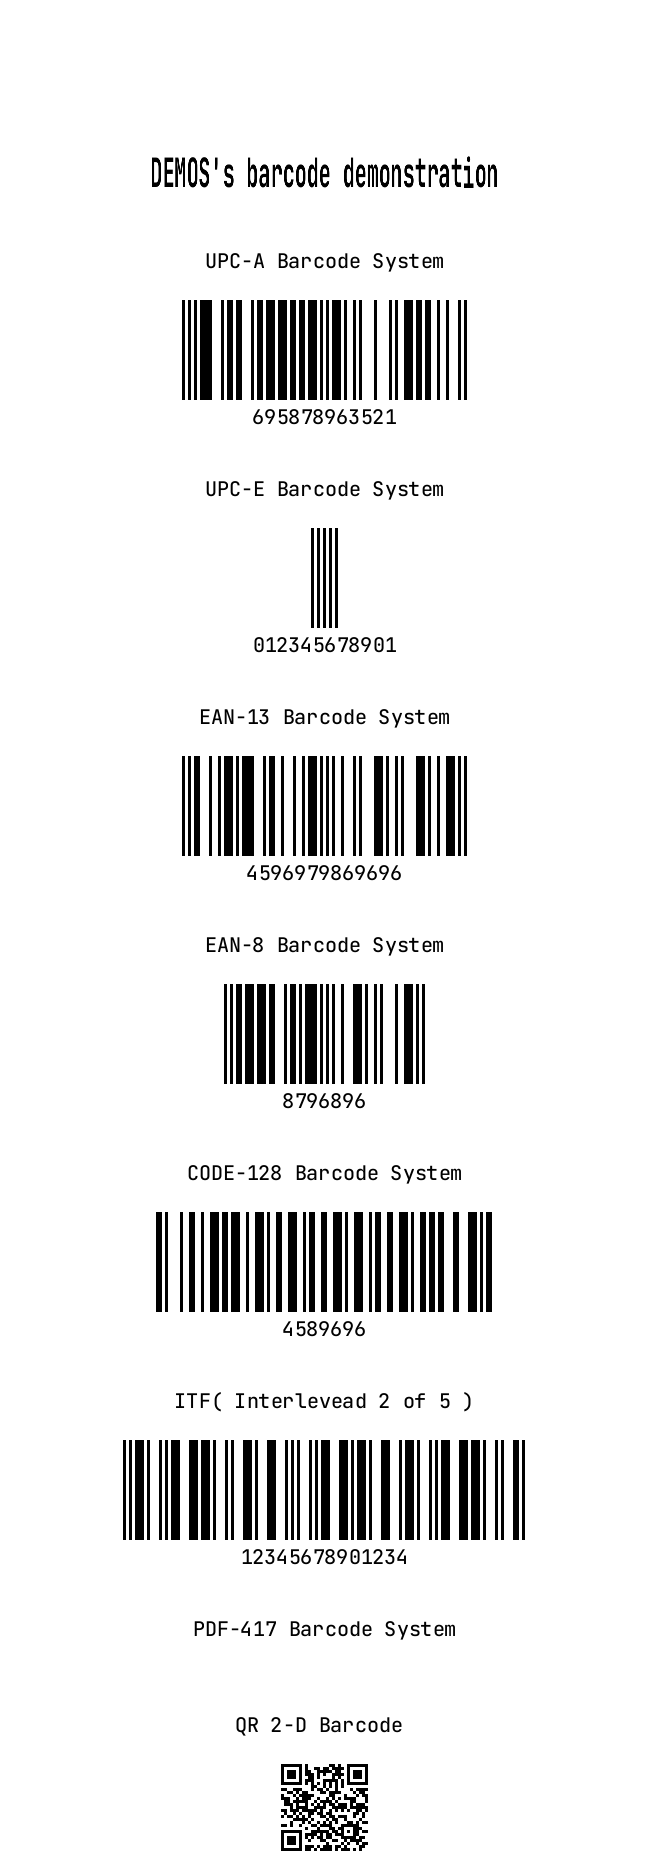 DEMOS's barcode demonstration
UPC-A Barcode System
695878963521
UPC-E Barcode System
012345678901
EAN-13 Barcode System
4596979869696
EAN-8 Barcode System
8796896
CODE-128 Barcode System
4589696
ITF( Interlevead 2 of 5 )
12345678901234
PDF-417 Barcode System
QR 2-D Barcode